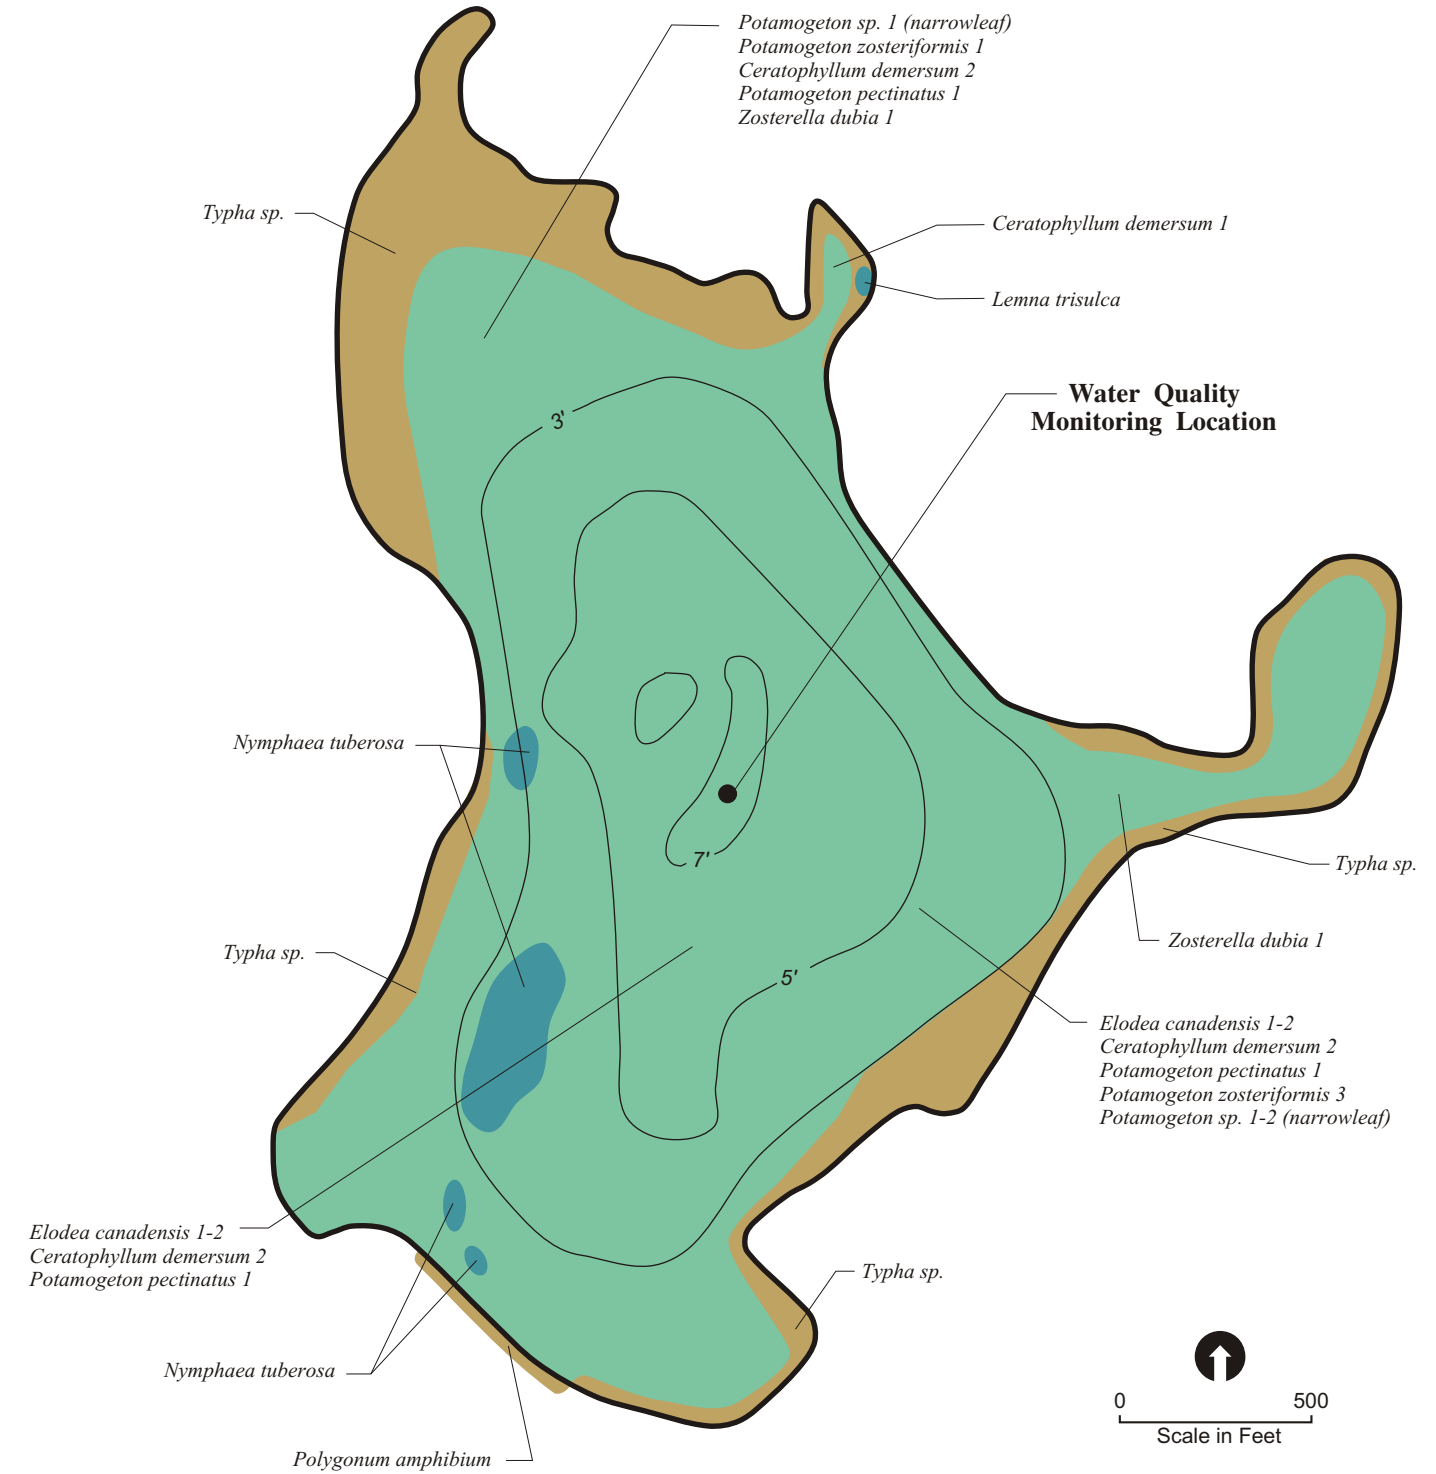 Potamogeton sp. 1 (narrowleaf)
Potamogeton zosteriformis 1
Ceratophyllum demersum 2
Potamogeton pectinatus 1
Zosterella dubia 1
Typha sp.
Ceratophyllum demersum 1
Lemna trisulca
Water Quality
Monitoring Location
3'
Nymphaea tuberosa
7'
Typha sp.
Zosterella dubia 1
Typha sp.
5'
Elodea canadensis 1-2
Ceratophyllum demersum 2
Potamogeton pectinatus 1
Potamogeton zosteriformis 3
Potamogeton sp. 1-2 (narrowleaf)
Elodea canadensis 1-2
Ceratophyllum demersum 2
Potamogeton pectinatus 1
Typha sp.
Nymphaea tuberosa
Polygonum amphibium
0 500
Scale in Feet